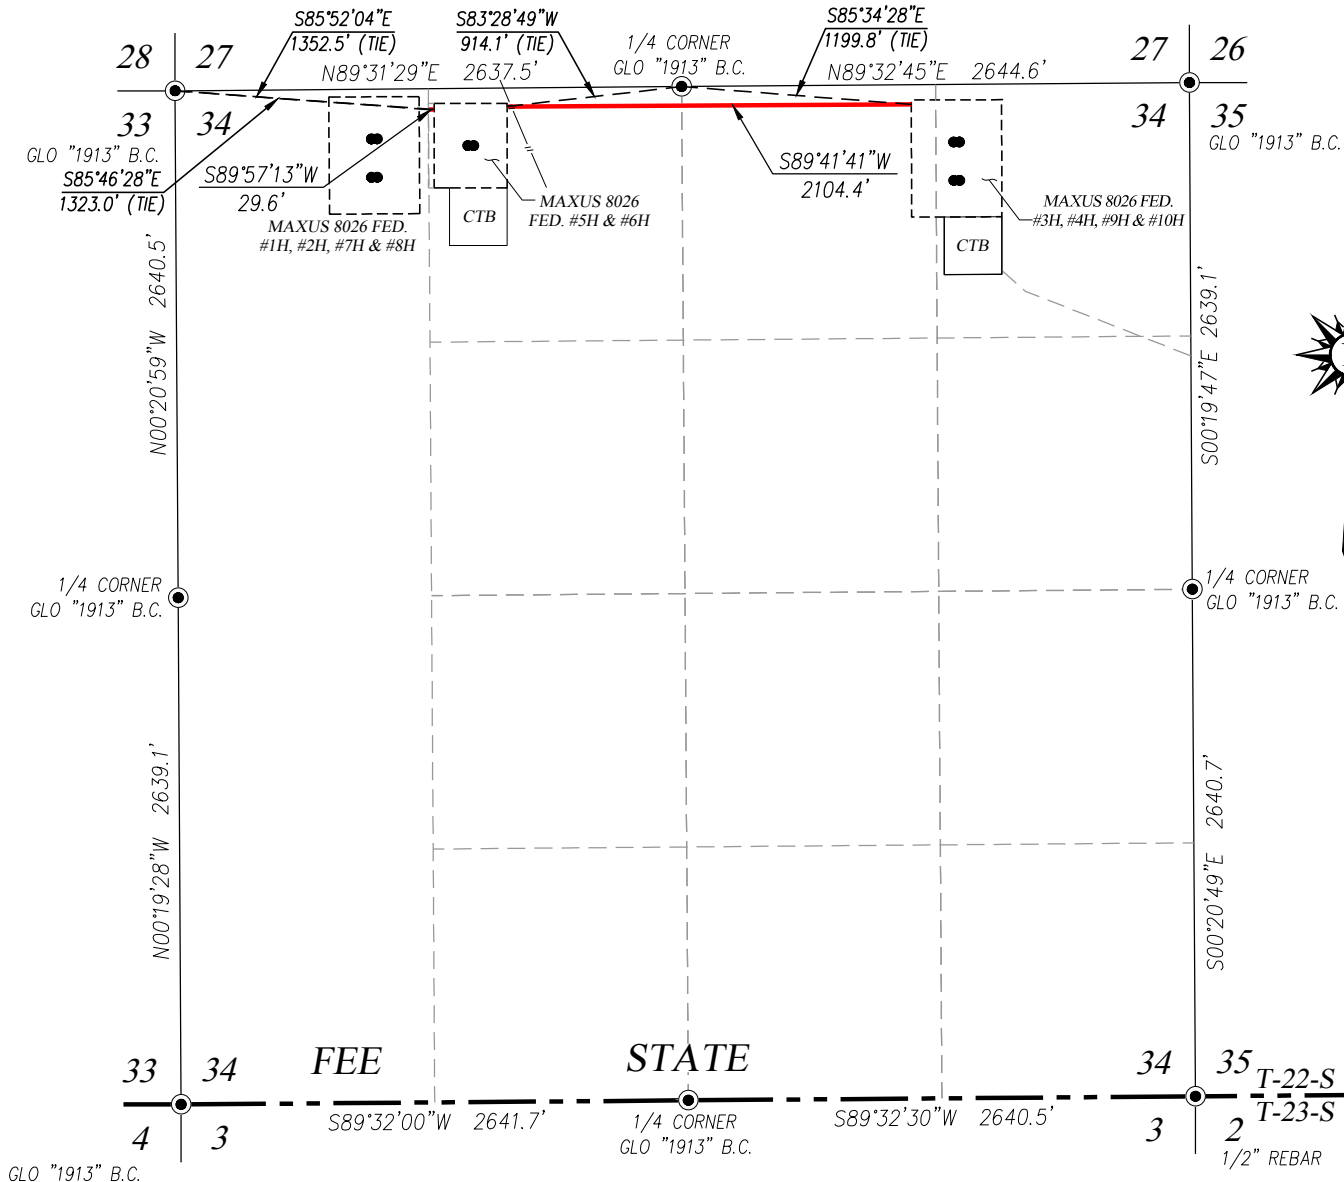 S85°52'04"E
1352.5' (TIE)
S83°28'49"W
914.1' (TIE)
S85°34'28"E
1199.8' (TIE)
1/4 CORNER
GLO "1913" B.C.
28 27
N89°31'29"E 2637.5'
N89°32'45"E 2644.6'
27 26
33 34
GLO "1913" B.C.
34 35
GLO "1913" B.C.
S85°46'28"E
1323.0' (TIE)
S89°57'13"W
29.6'
S89°41'41"W
2104.4'
MAXUS 8026 FED.
#1H, #2H, #7H & #8H
CTB
MAXUS 8026
FED. #5H & #6H
MAXUS 8026 FED.
#3H, #4H, #9H & #10H
CTB
N00°20'59"W 2640.5'
S00°19'47"E 2639.1'
1/4 CORNER
GLO "1913" B.C.
1/4 CORNER
GLO "1913" B.C.
N00°19'28"W 2639.1'
S00°20'49"E 2640.7'
33 34
FEE
STATE
34 35
T-22-S
T-23-S
S89°32'00"W 2641.7'
1/4 CORNER
GLO "1913" B.C.
S89°32'30"W 2640.5'
4 3
GLO "1913" B.C.
3 2
1/2" REBAR